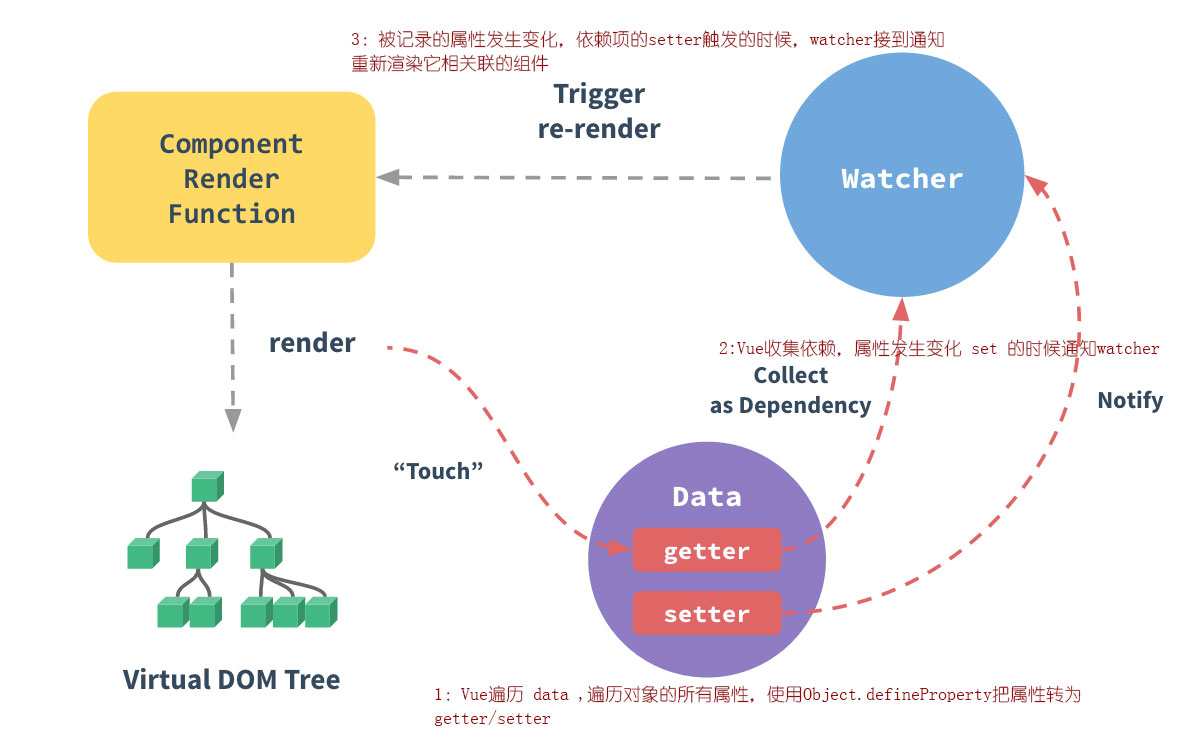 3: 被记录的属性发生变化，依赖项的setter触发的时候，watcher接到通知
重新渲染它相关联的组件
Trigger
re-render
Component
Render
Function
Watcher
render
2:Vue收集依赖，属性发生变化 set 的时候通知watcher
Collect
as Dependency
Notify
“Touch”
Data
getter
setter
Virtual DOM Tree
1: Vue遍历 data ,遍历对象的所有属性，使用Object.defineProperty把属性转为
getter/setter